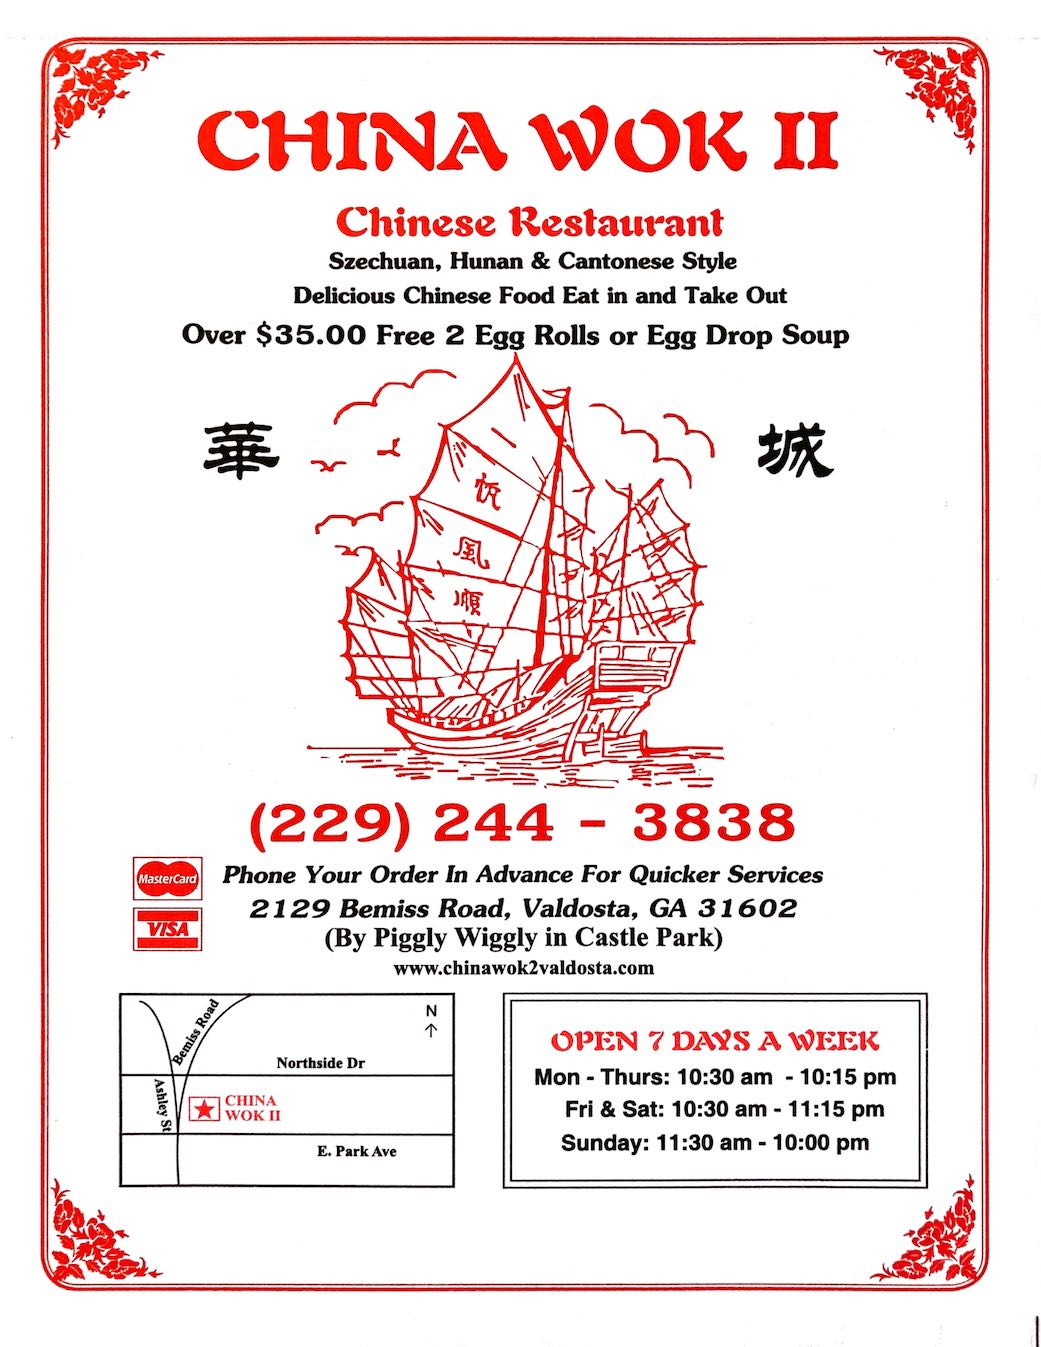 CHINA WOK II
Chinese Restaurant
Szechuan, Hunan & Cantonese Style
Delicious Chinese Food Eat in and Take Out
Over $35.00 Free 2 Egg Rolls or Egg Drop Soup
華 城
帆
風
順
(229) 244 - 3838
MasterCard
VISA
Phone Your Order In Advance For Quicker Services
2129 Bemiss Road, Valdosta, GA 31602
(By Piggly Wiggly in Castle Park)
www.chinawok2valdosta.com
N
Bemiss Road
Northside Dr
Ashley St
CHINA
WOK II
E. Park Ave
OPEN 7 DAYS A WEEK
Mon - Thurs: 10:30 am - 10:15 pm
Fri & Sat: 10:30 am - 11:15 pm
Sunday: 11:30 am - 10:00 pm